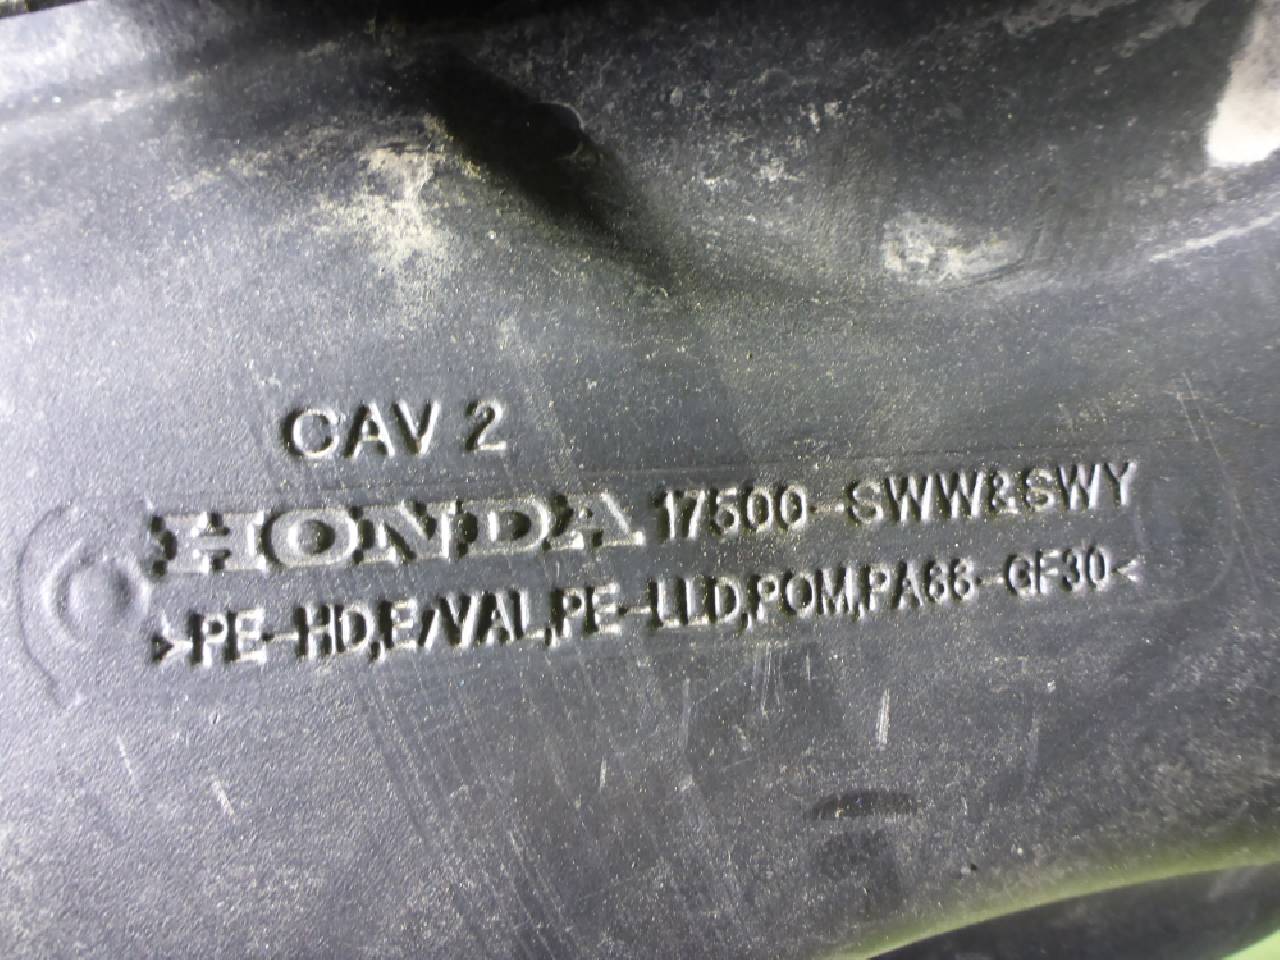 CAV 2
HONDA 17500-SWW&SWY
>PE-HD,E/VAL,PE-LLD,POM,PA66-GF30<